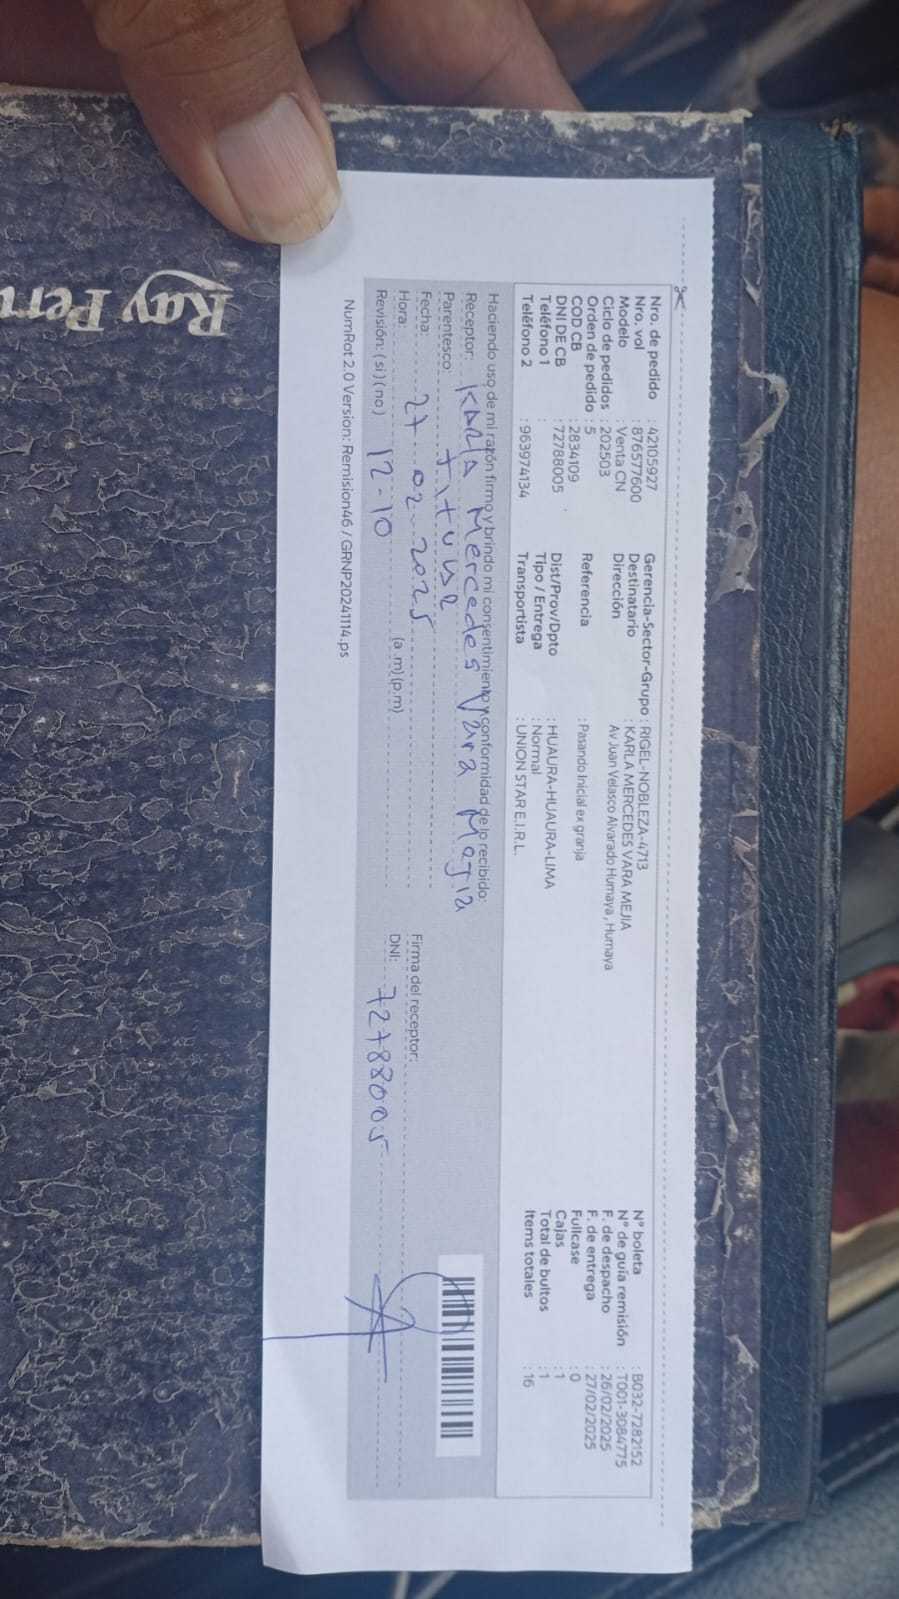 Nro. de pedido : 42105927
Nro. vol : 876577600
Modelo : Venta CN
Ciclo de pedidos : 202503
Orden de pedido : 5
COD CB : 2834109
DNI DE CB : 72788005
Teléfono 1 :
Teléfono 2 : 963974134
Gerencia-Sector-Grupo : RIGEL-NOBLEZA-4713
Destinatario : KARLA MERCEDES VARA MEJIA
Dirección Av Juan Velasco Alvarado Humaya , Humaya
Referencia : Pasando Inicial ex granja
Dist/Prov/Dpto : HUAURA-HUAURA-LIMA
Tipo / Entrega : Normal
Transportista : UNION STAR E.I.R.L.
N° boleta : B032-7282152
N° de guía remisión : T001-3084775
F. de despacho : 26/02/2025
F. de entrega : 27/02/2025
Fullcase : 0
Cajas : 1
Total de bultos : 1
Items totales : 16
Haciendo uso de mi razón firmo y brindo mi consentimiento y conformidad de lo recibido:
Receptor: Karla Mercedes Vara Mejia
Parentesco: titular
Fecha: 27 02 2025
Hora: 12-10 (a .m) (p.m)
Revisión: ( si ) ( no )
Firma del receptor:
DNI: 72788005
NumRot 2.0 Version: Remision46 / GRNP20241114.ps
Ray Peru